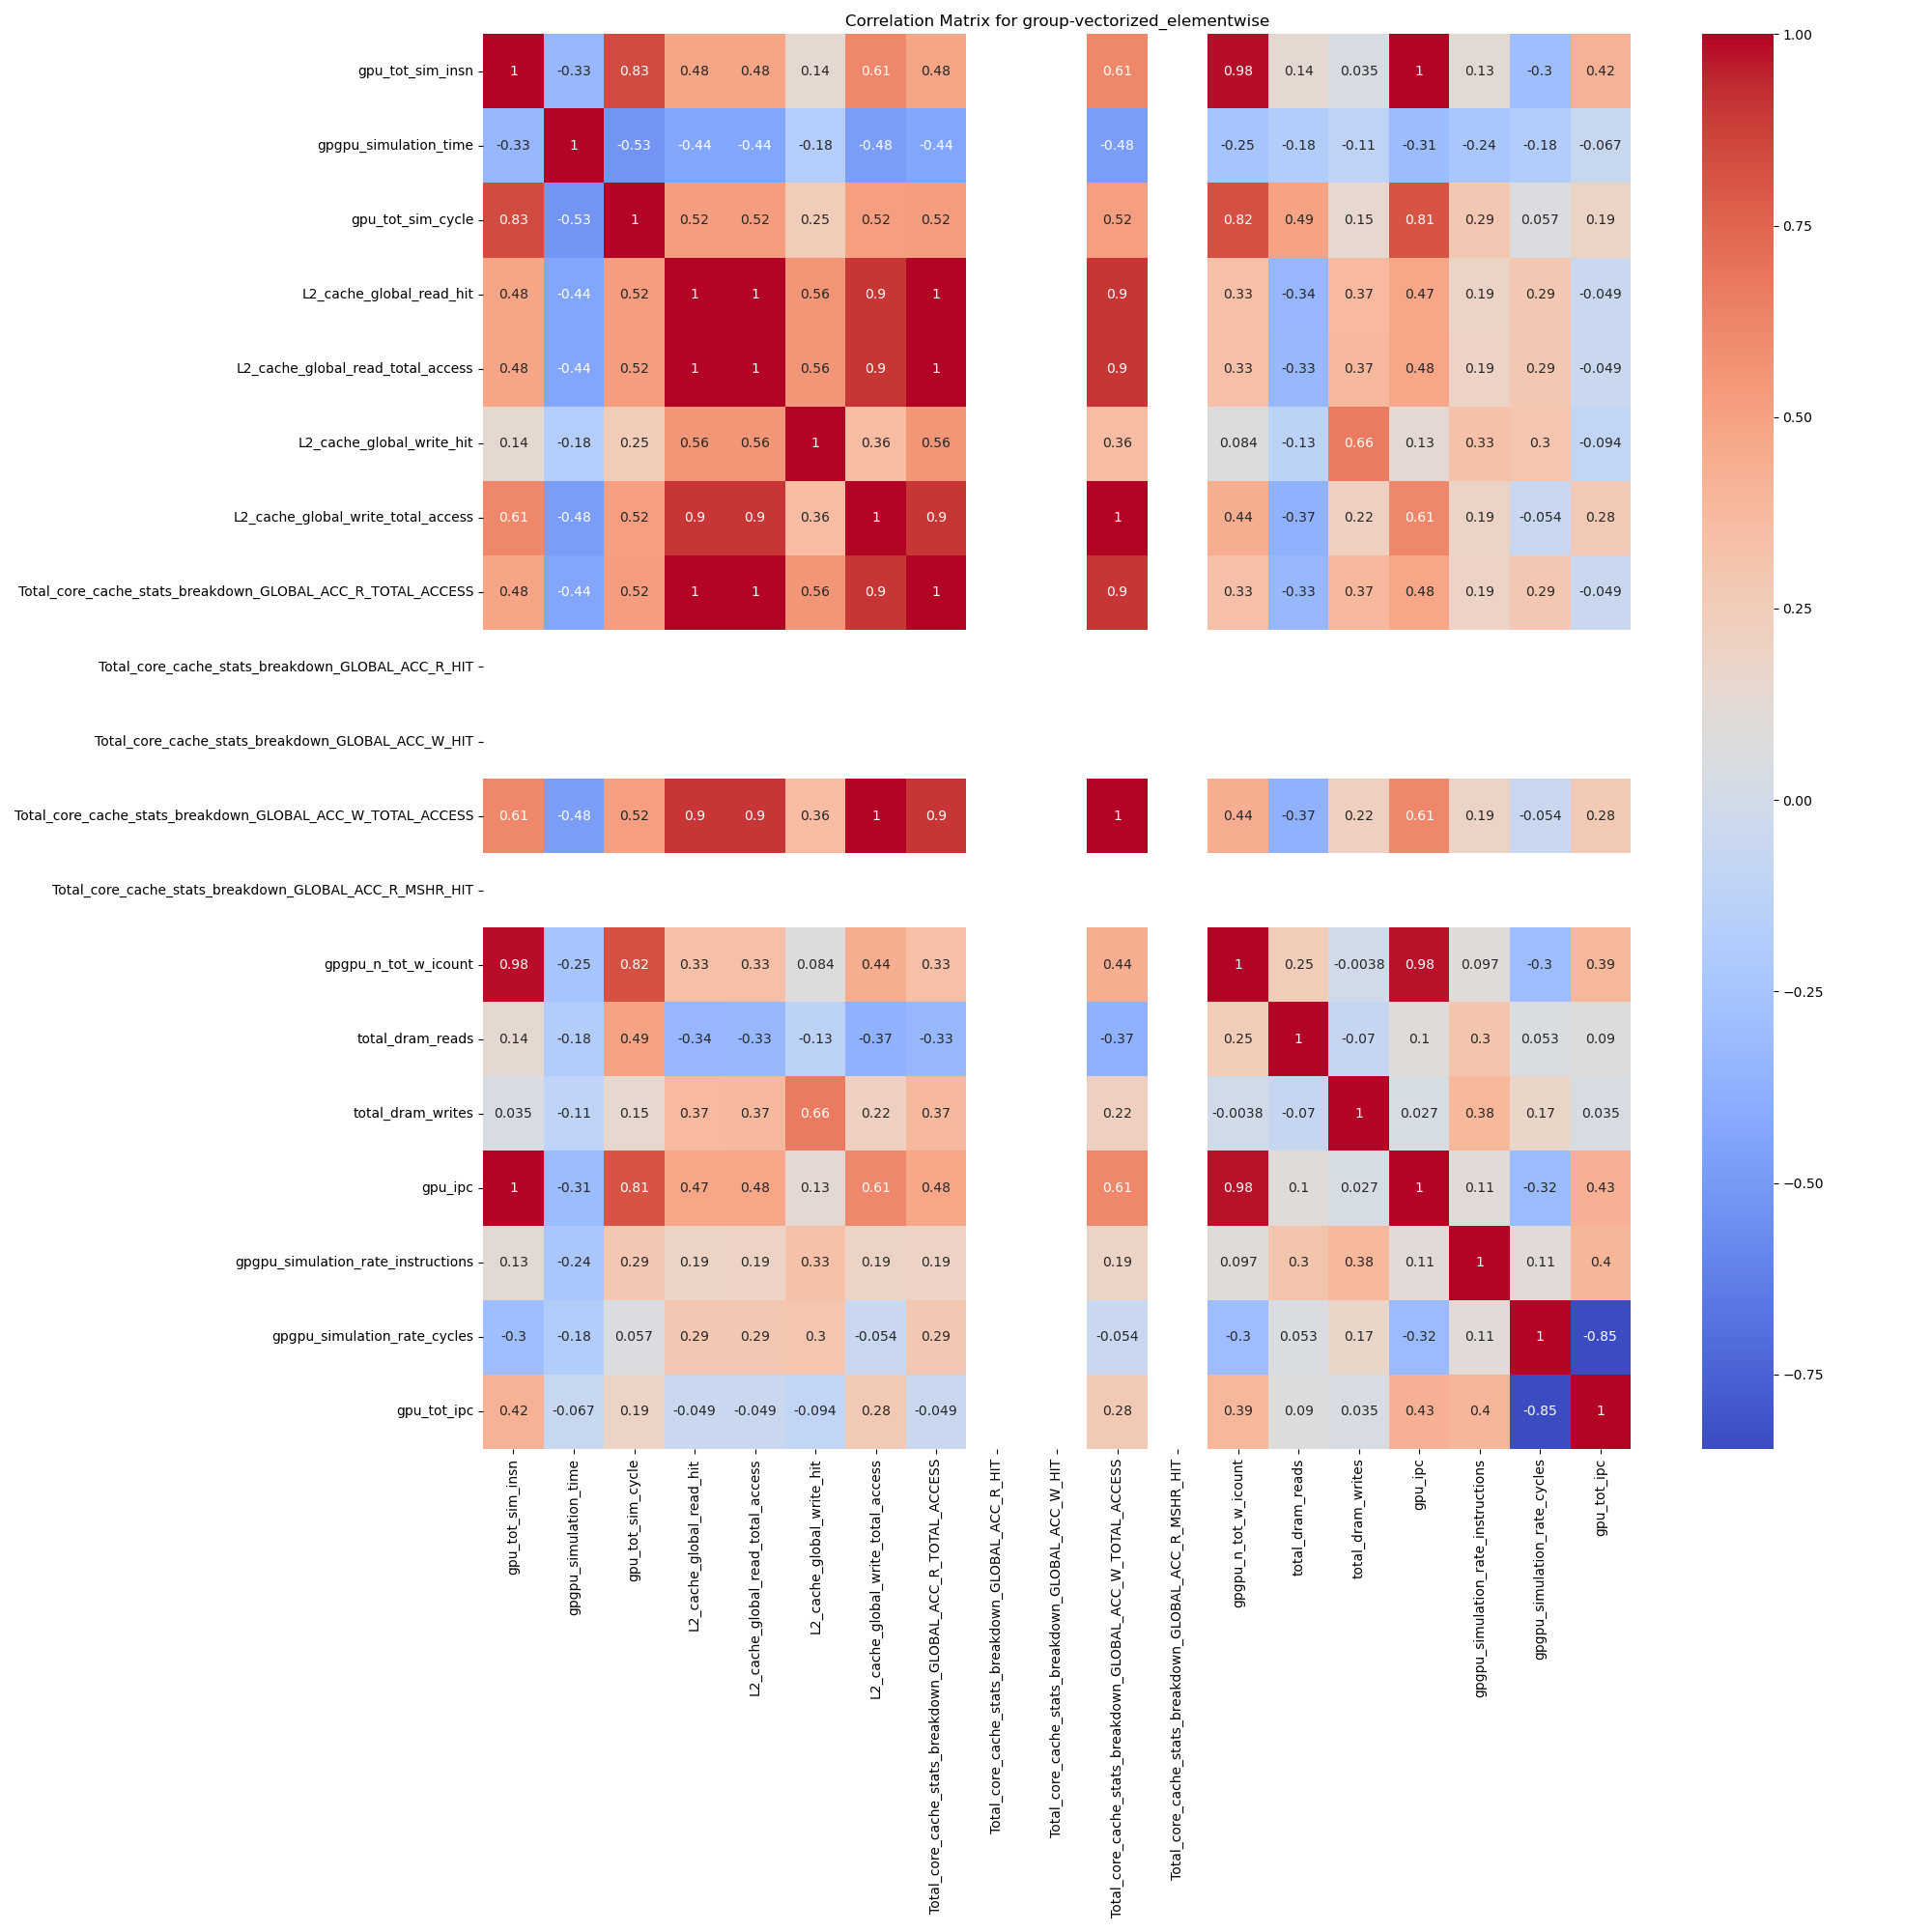 Correlation Matrix for group-vectorized_elementwise
gpu_tot_sim_insn 1 -0.33 0.83 0.48 0.48 0.14 0.61 0.48 0.61 0.98 0.14 0.035 1 0.13 -0.3 0.42
gpgpu_simulation_time -0.33 1 -0.53 -0.44 -0.44 -0.18 -0.48 -0.44 -0.48 -0.25 -0.18 -0.11 -0.31 -0.24 -0.18 -0.067
gpu_tot_sim_cycle 0.83 -0.53 1 0.52 0.52 0.25 0.52 0.52 0.52 0.82 0.49 0.15 0.81 0.29 0.057 0.19
L2_cache_global_read_hit 0.48 -0.44 0.52 1 1 0.56 0.9 1 0.9 0.33 -0.34 0.37 0.47 0.19 0.29 -0.049
L2_cache_global_read_total_access 0.48 -0.44 0.52 1 1 0.56 0.9 1 0.9 0.33 -0.33 0.37 0.48 0.19 0.29 -0.049
L2_cache_global_write_hit 0.14 -0.18 0.25 0.56 0.56 1 0.36 0.56 0.36 0.084 -0.13 0.66 0.13 0.33 0.3 -0.094
L2_cache_global_write_total_access 0.61 -0.48 0.52 0.9 0.9 0.36 1 0.9 1 0.44 -0.37 0.22 0.61 0.19 -0.054 0.28
Total_core_cache_stats_breakdown_GLOBAL_ACC_R_TOTAL_ACCESS 0.48 -0.44 0.52 1 1 0.56 0.9 1 0.9 0.33 -0.33 0.37 0.48 0.19 0.29 -0.049
Total_core_cache_stats_breakdown_GLOBAL_ACC_R_HIT
Total_core_cache_stats_breakdown_GLOBAL_ACC_W_HIT
Total_core_cache_stats_breakdown_GLOBAL_ACC_W_TOTAL_ACCESS 0.61 -0.48 0.52 0.9 0.9 0.36 1 0.9 1 0.44 -0.37 0.22 0.61 0.19 -0.054 0.28
Total_core_cache_stats_breakdown_GLOBAL_ACC_R_MSHR_HIT
gpgpu_n_tot_w_icount 0.98 -0.25 0.82 0.33 0.33 0.084 0.44 0.33 0.44 1 0.25 -0.0038 0.98 0.097 -0.3 0.39
total_dram_reads 0.14 -0.18 0.49 -0.34 -0.33 -0.13 -0.37 -0.33 -0.37 0.25 1 -0.07 0.1 0.3 0.053 0.09
total_dram_writes 0.035 -0.11 0.15 0.37 0.37 0.66 0.22 0.37 0.22 -0.0038 -0.07 1 0.027 0.38 0.17 0.035
gpu_ipc 1 -0.31 0.81 0.47 0.48 0.13 0.61 0.48 0.61 0.98 0.1 0.027 1 0.11 -0.32 0.43
gpgpu_simulation_rate_instructions 0.13 -0.24 0.29 0.19 0.19 0.33 0.19 0.19 0.19 0.097 0.3 0.38 0.11 1 0.11 0.4
gpgpu_simulation_rate_cycles -0.3 -0.18 0.057 0.29 0.29 0.3 -0.054 0.29 -0.054 -0.3 0.053 0.17 -0.32 0.11 1 -0.85
gpu_tot_ipc 0.42 -0.067 0.19 -0.049 -0.049 -0.094 0.28 -0.049 0.28 0.39 0.09 0.035 0.43 0.4 -0.85 1
gpu_tot_sim_insn
gpgpu_simulation_time
gpu_tot_sim_cycle
L2_cache_global_read_hit
L2_cache_global_read_total_access
L2_cache_global_write_hit
L2_cache_global_write_total_access
Total_core_cache_stats_breakdown_GLOBAL_ACC_R_TOTAL_ACCESS
Total_core_cache_stats_breakdown_GLOBAL_ACC_R_HIT
Total_core_cache_stats_breakdown_GLOBAL_ACC_W_HIT
Total_core_cache_stats_breakdown_GLOBAL_ACC_W_TOTAL_ACCESS
Total_core_cache_stats_breakdown_GLOBAL_ACC_R_MSHR_HIT
gpgpu_n_tot_w_icount
total_dram_reads
total_dram_writes
gpu_ipc
gpgpu_simulation_rate_instructions
gpgpu_simulation_rate_cycles
gpu_tot_ipc
1.00
0.75
0.50
0.25
0.00
−0.25
−0.50
−0.75